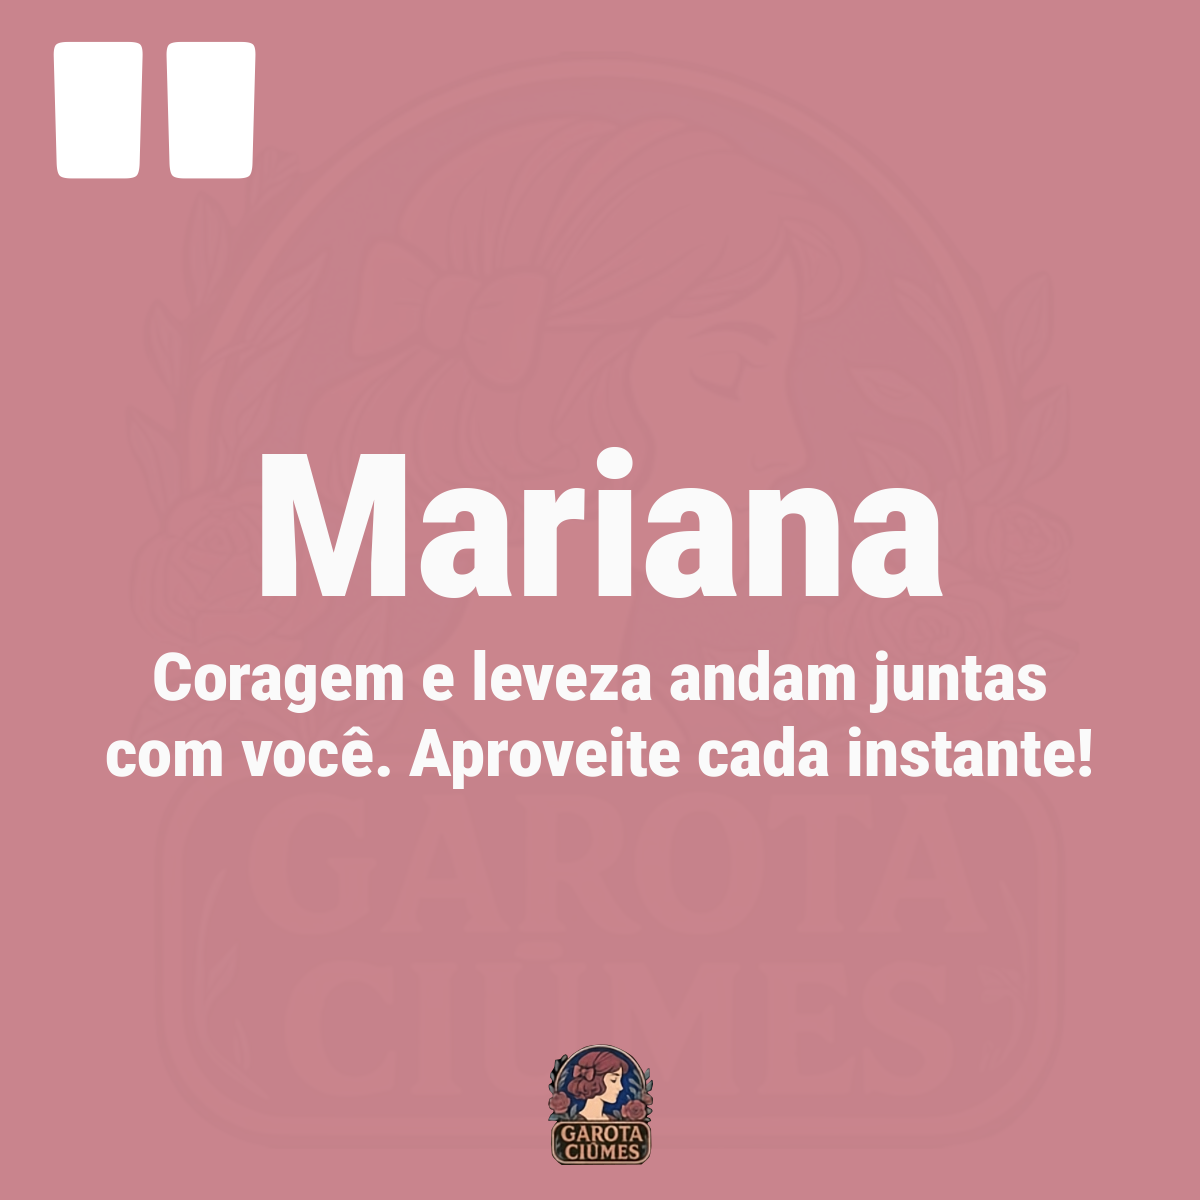 "
Mariana
Coragem e leveza andam juntas
com você. Aproveite cada instante!
GAROTA
CIÚMES
GAROTA
CIÚMES